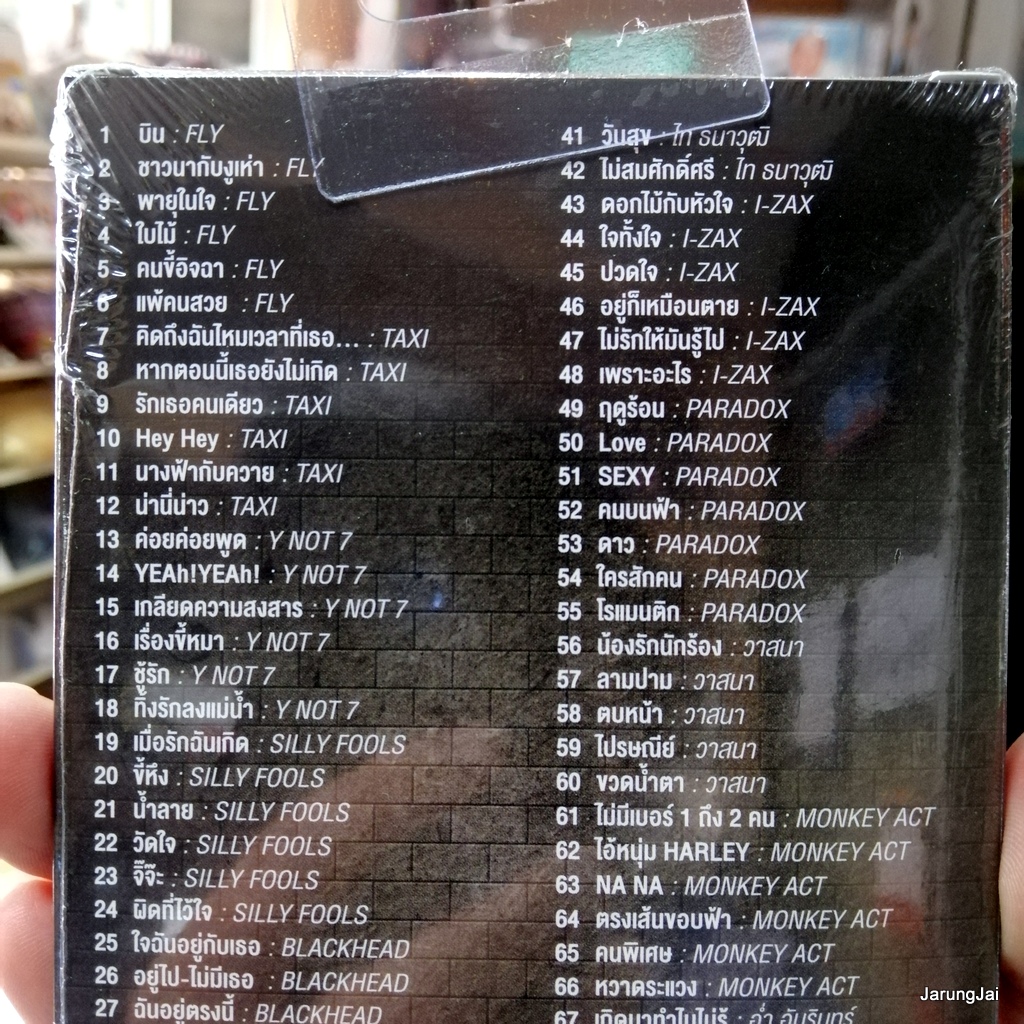 1 บิน : FLY
2 ชาวนากับงูเห่า : FLY
3 พายุในใจ : FLY
4 ใบไม้ : FLY
5 คนขี้อิจฉา : FLY
6 แพ้คนสวย : FLY
7 คิดถึงฉันไหมเวลาที่เธอ... : TAXI
8 หากตอนนี้เธอยังไม่เกิด : TAXI
9 รักเธอคนเดียว : TAXI
10 Hey Hey : TAXI
11 นางฟ้ากับควาย : TAXI
12 น่านี่น่าว : TAXI
13 ค่อยค่อยพูด : Y NOT 7
14 YEAh!YEAh! : Y NOT 7
15 เกลียดความสงสาร : Y NOT 7
16 เรื่องขี้หมา : Y NOT 7
17 ชู้รัก : Y NOT 7
18 ทิ้งรักลงแม่น้ำ : Y NOT 7
19 เมื่อรักฉันเกิด : SILLY FOOLS
20 ขี้หึง : SILLY FOOLS
21 น้ำลาย : SILLY FOOLS
22 วัดใจ : SILLY FOOLS
23 จิ๊จ๊ะ : SILLY FOOLS
24 ผิดที่ไว้ใจ : SILLY FOOLS
25 ใจฉันอยู่กับเธอ : BLACKHEAD
26 อยู่ไป-ไม่มีเธอ : BLACKHEAD
27 ฉันอยู่ตรงนี้ : BLACKHEAD
41 วันสุข : ไท ธนาวุฒิ
42 ไม่สมศักดิ์ศรี : ไท ธนาวุฒิ
43 ดอกไม้กับหัวใจ : I-ZAX
44 ใจทั้งใจ : I-ZAX
45 ปวดใจ : I-ZAX
46 อยู่ก็เหมือนตาย : I-ZAX
47 ไม่รักให้มันรู้ไป : I-ZAX
48 เพราะอะไร : I-ZAX
49 ฤดูร้อน : PARADOX
50 Love : PARADOX
51 SEXY : PARADOX
52 คนบนฟ้า : PARADOX
53 ดาว : PARADOX
54 ใครสักคน : PARADOX
55 โรแมนติก : PARADOX
56 น้องรักนักร้อง : วาสนา
57 ลามปาม : วาสนา
58 ตบหน้า : วาสนา
59 ไปรษณีย์ : วาสนา
60 ขวดน้ำตา : วาสนา
61 ไม่มีเบอร์ 1 ถึง 2 คน : MONKEY ACT
62 ไอ้หนุ่ม HARLEY : MONKEY ACT
63 NA NA : MONKEY ACT
64 ตรงเส้นขอบฟ้า : MONKEY ACT
65 คนพิเศษ : MONKEY ACT
66 หวาดระแวง : MONKEY ACT
67 เกิดมาทำไมไม่รู้ :
JarungJai